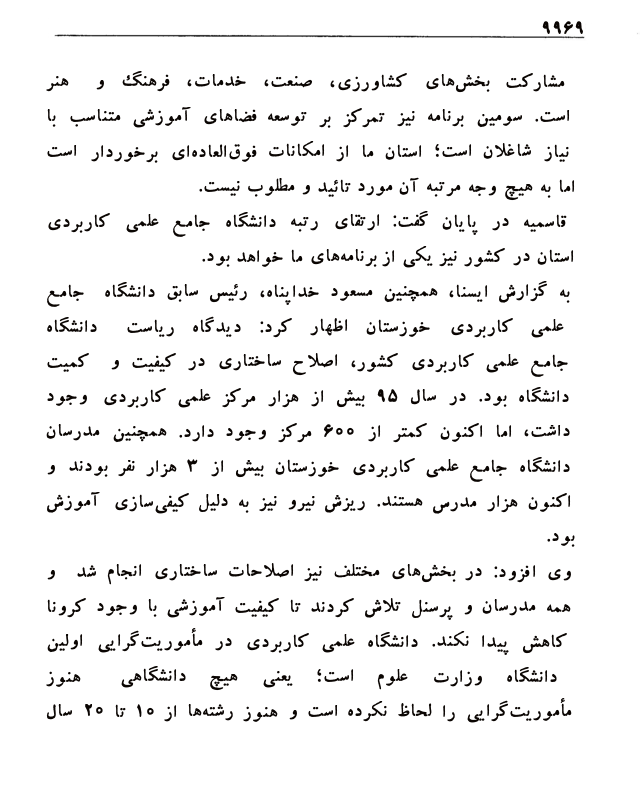 ۹۹۶۹
مشارکت بخش‌های کشاورزی، صنعت، خدمات، فرهنگ و هنر
است. سومین برنامه نیز تمرکز بر توسعه فضاهای آموزشی متناسب با
نیاز شاغلان است؛ استان ما از امکانات فوق‌العاده‌ای برخوردار است
اما به هیچ وجه مرتبه آن مورد تائید و مطلوب نیست.
قاسمیه در پایان گفت: ارتقای رتبه دانشگاه جامع علمی کاربردی
استان در کشور نیز یکی از برنامه‌های ما خواهد بود.
به گزارش ایسنا، همچنین مسعود خداپناه، رئیس سابق دانشگاه جامع
علمی کاربردی خوزستان اظهار کرد: دیدگاه ریاست دانشگاه
جامع علمی کاربردی کشور، اصلاح ساختاری در کیفیت و کمیت
دانشگاه بود. در سال ۹۵ بیش از هزار مرکز علمی کاربردی وجود
داشت، اما اکنون کمتر از ۶۰۰ مرکز وجود دارد. همچنین مدرسان
دانشگاه جامع علمی کاربردی خوزستان بیش از ۳ هزار نفر بودند و
اکنون هزار مدرس هستند. ریزش نیرو نیز به دلیل کیفی‌سازی آموزش
بود.
وی افزود: در بخش‌های مختلف نیز اصلاحات ساختاری انجام شد و
همه مدرسان و پرسنل تلاش کردند تا کیفیت آموزشی با وجود کرونا
کاهش پیدا نکند. دانشگاه علمی کاربردی در مأموریت‌گرایی اولین
دانشگاه وزارت علوم است؛ یعنی هیچ دانشگاهی هنوز
مأموریت‌گرایی را لحاظ نکرده است و هنوز رشته‌ها از ۱۰ تا ۲۰ سال